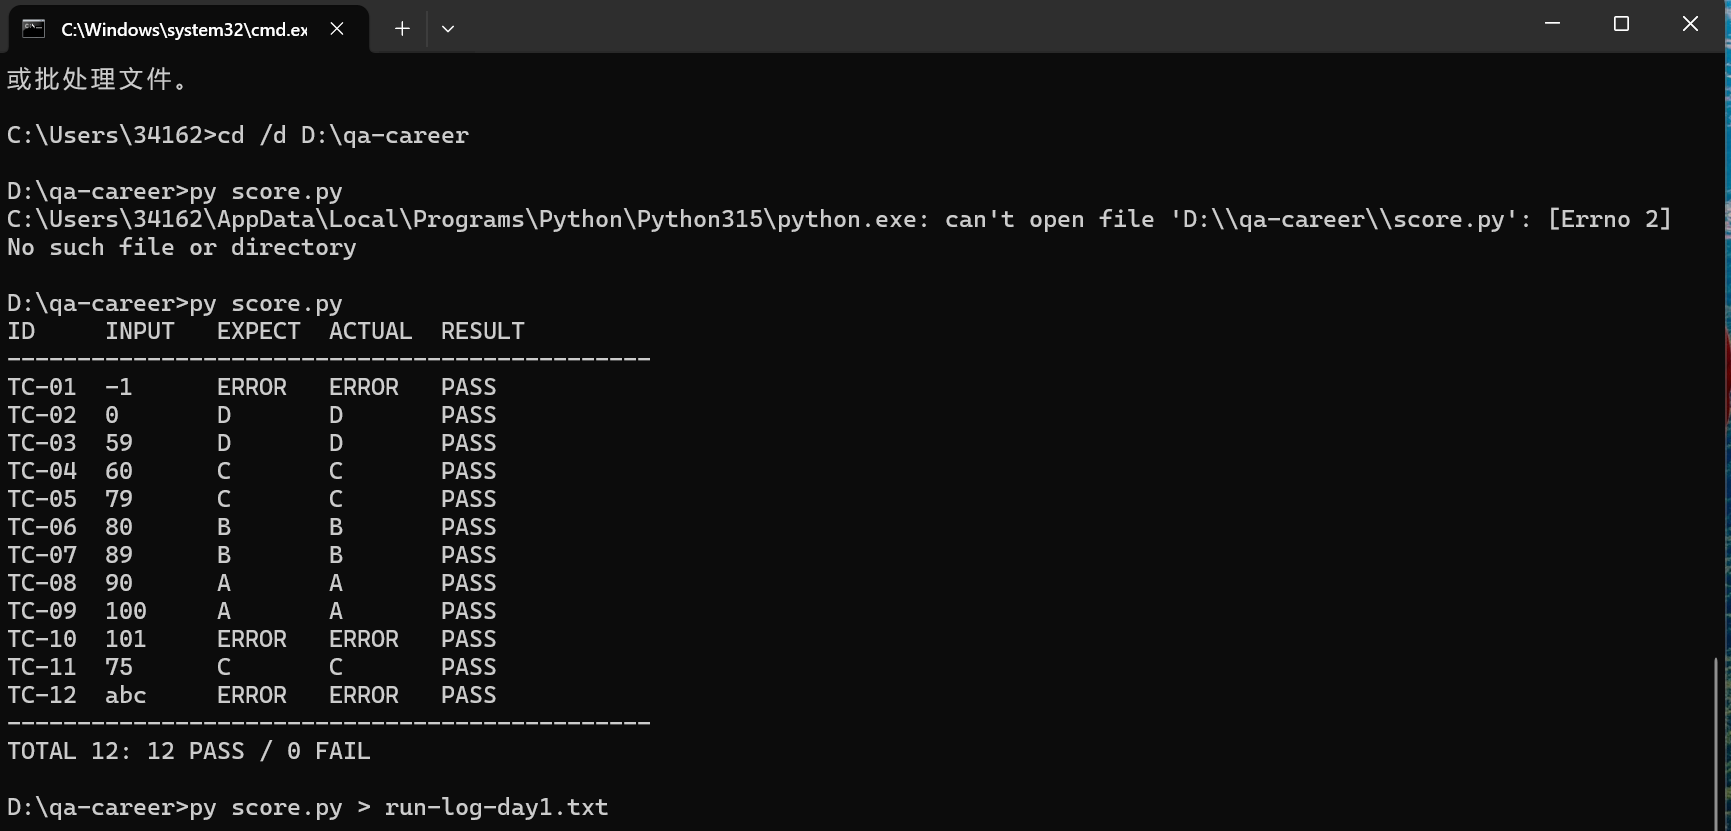 C:\Windows\system32\cmd.ex
或批处理文件。
C:\Users\34162>cd /d D:\qa-career
D:\qa-career>py score.py
C:\Users\34162\AppData\Local\Programs\Python\Python315\python.exe: can't open file 'D:\\qa-career\\score.py': [Errno 2]
No such file or directory
D:\qa-career>py score.py
ID     INPUT   EXPECT  ACTUAL  RESULT
----------------------------------------------
TC-01  -1      ERROR   ERROR   PASS
TC-02  0       D       D       PASS
TC-03  59      D       D       PASS
TC-04  60      C       C       PASS
TC-05  79      C       C       PASS
TC-06  80      B       B       PASS
TC-07  89      B       B       PASS
TC-08  90      A       A       PASS
TC-09  100     A       A       PASS
TC-10  101     ERROR   ERROR   PASS
TC-11  75      C       C       PASS
TC-12  abc     ERROR   ERROR   PASS
----------------------------------------------
TOTAL 12: 12 PASS / 0 FAIL
D:\qa-career>py score.py > run-log-day1.txt